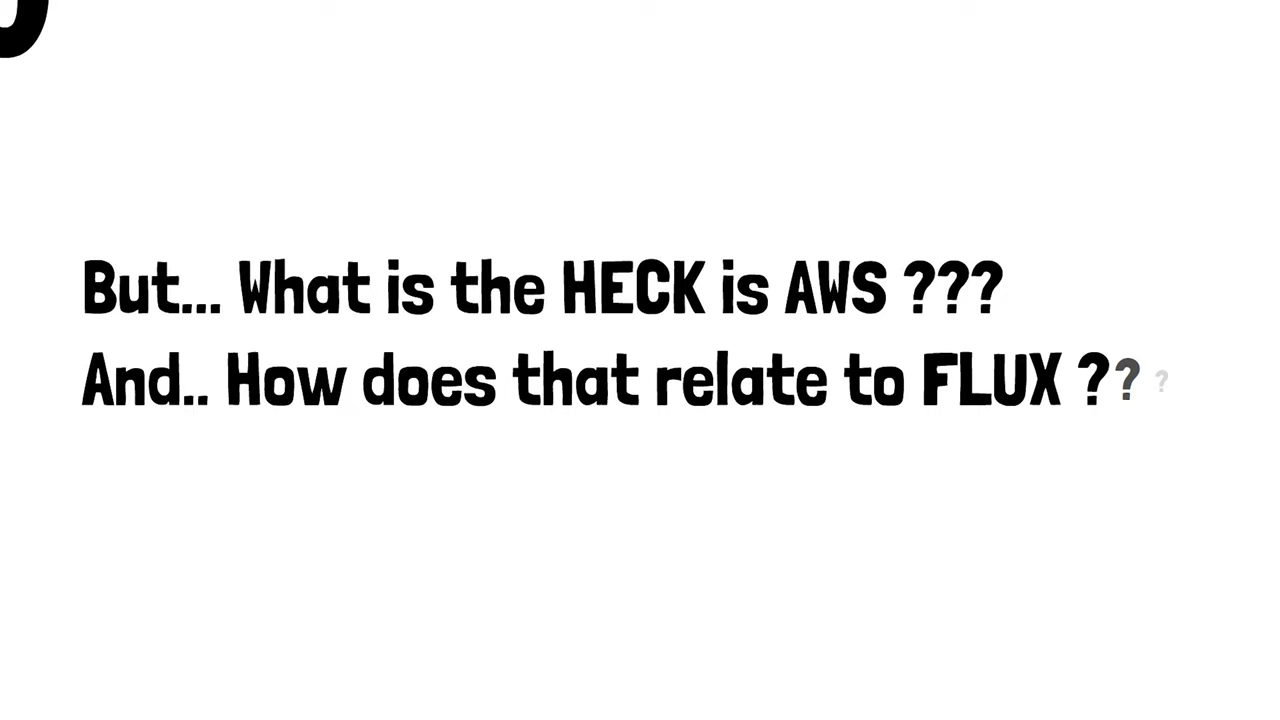 But... What is the HECK is AWS ???
And.. How does that relate to FLUX ???